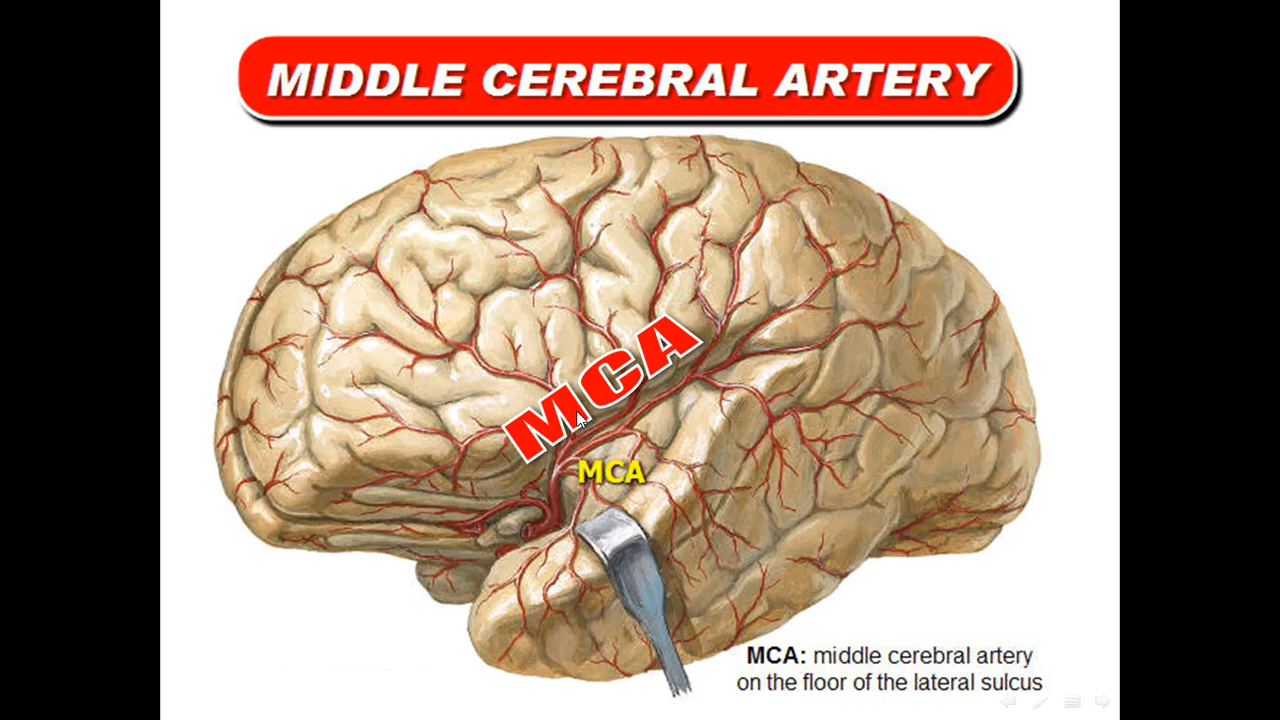 MIDDLE CEREBRAL ARTERY
MCA
MCA
MCA: middle cerebral artery
on the floor of the lateral sulcus